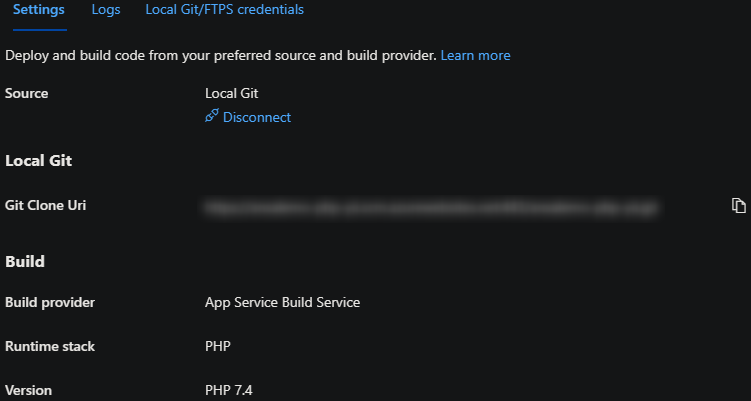 Settings Logs Local Git/FTPS credentials
Deploy and build code from your preferred source and build provider. Learn more
Source Local Git
Disconnect
Local Git
Git Clone Uri
Build
Build provider App Service Build Service
Runtime stack PHP
Version PHP 7.4